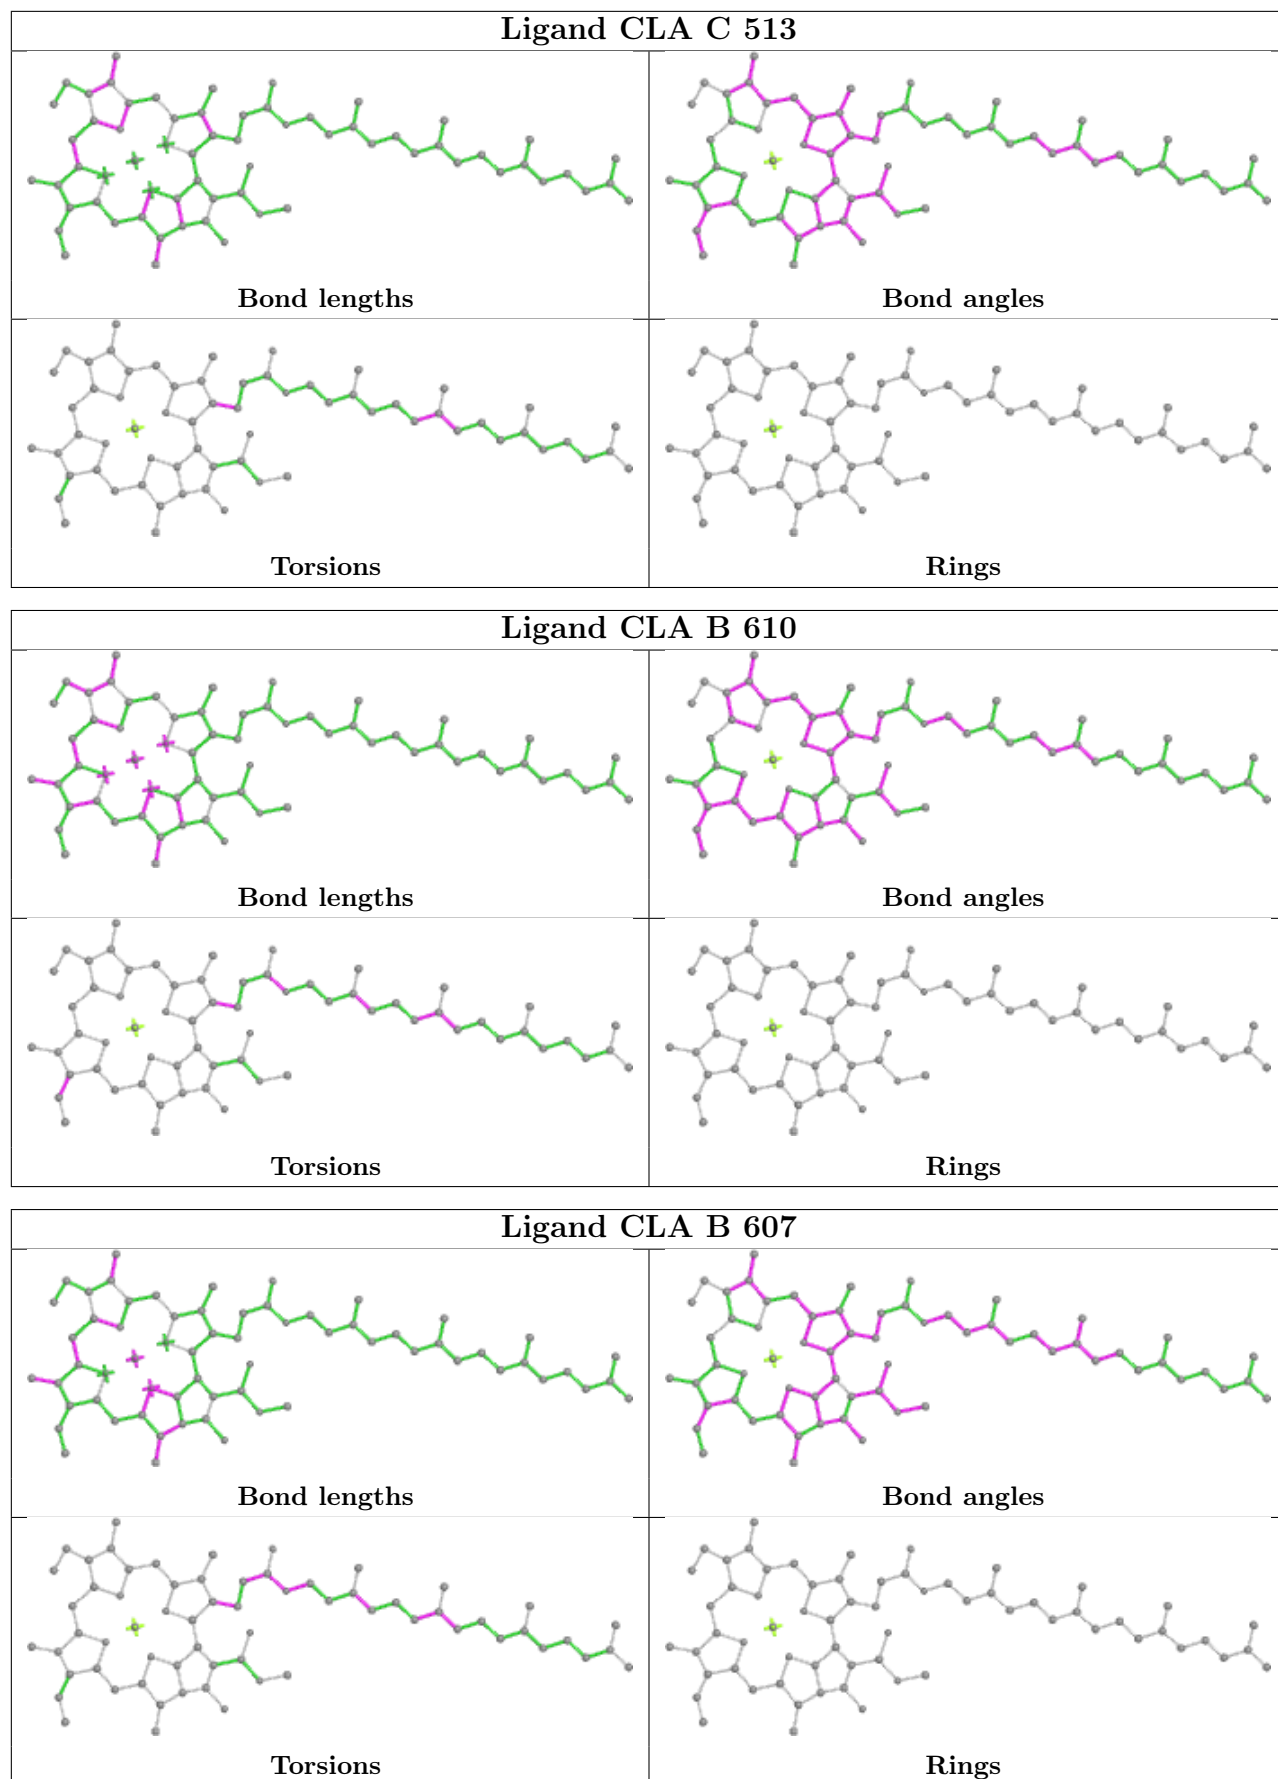 Ligand CLA C 513
Bond lengths
Bond angles
Torsions
Rings
Ligand CLA B 610
Bond lengths
Bond angles
Torsions
Rings
Ligand CLA B 607
Bond lengths
Bond angles
Torsions
Rings